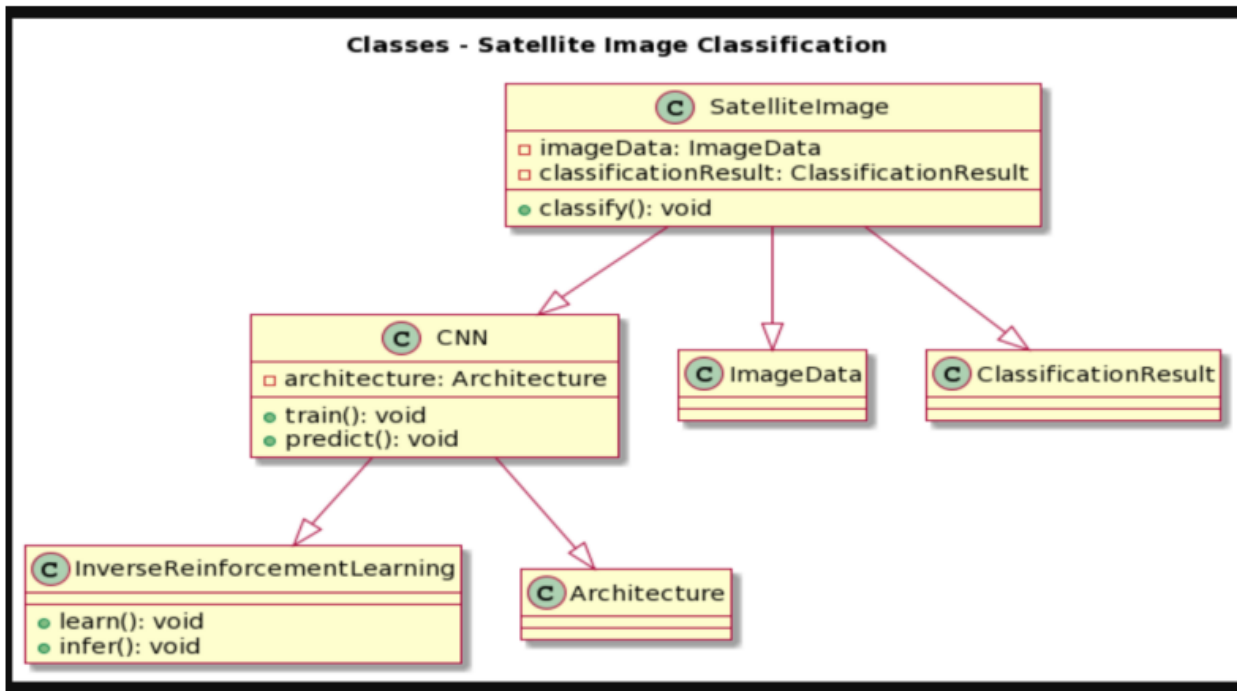 Classes - Satellite Image Classification
C SatelliteImage
imageData: ImageData
classificationResult: ClassificationResult
classify(): void
C CNN
architecture: Architecture
train(): void
predict(): void
C ImageData
C ClassificationResult
C InverseReinforcementLearning
learn(): void
infer(): void
C Architecture